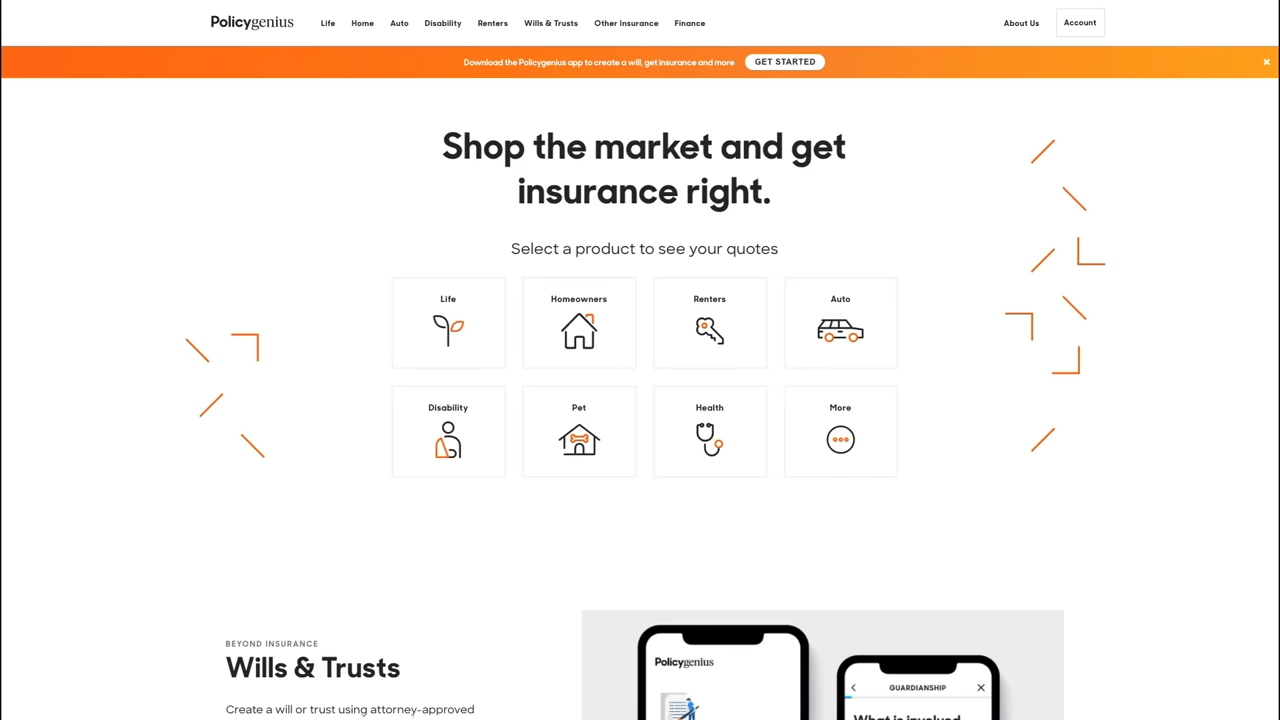 Policygenius
Life Home Auto Disability Renters Wills & Trusts Other Insurance Finance About Us Account
Download the Policygenius app to create a will, get insurance and more GET STARTED
Shop the market and get
insurance right.
Select a product to see your quotes
Life Homeowners Renters Auto
Disability Pet Health More
BEYOND INSURANCE
Wills & Trusts
Create a will or trust using attorney-approved
Policygenius
GUARDIANSHIP
What is involved